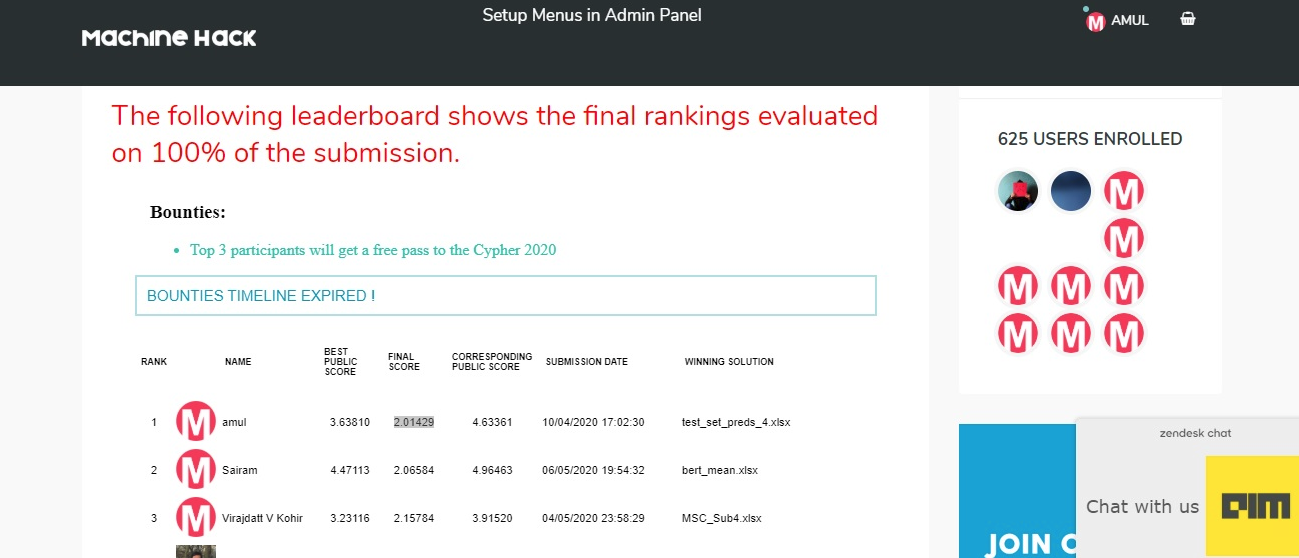 Setup Menus in Admin Panel
MACHINE HACK
M AMUL
The following leaderboard shows the final rankings evaluated
on 100% of the submission.
Bounties:
• Top 3 participants will get a free pass to the Cypher 2020
BOUNTIES TIMELINE EXPIRED !
RANK NAME BEST PUBLIC SCORE FINAL SCORE CORRESPONDING PUBLIC SCORE SUBMISSION DATE WINNING SOLUTION
1 M amul 3.63810 2.01429 4.63361 10/04/2020 17:02:30 test_set_preds_4.xlsx
2 M Sairam 4.47113 2.06584 4.96463 06/05/2020 19:54:32 bert_mean.xlsx
3 M Virajdatt V Kohir 3.23116 2.15784 3.91520 04/05/2020 23:58:29 MSC_Sub4.xlsx
625 USERS ENROLLED
M
M
M M M
M M M
zendesk chat
Chat with us
AIM
JOIN